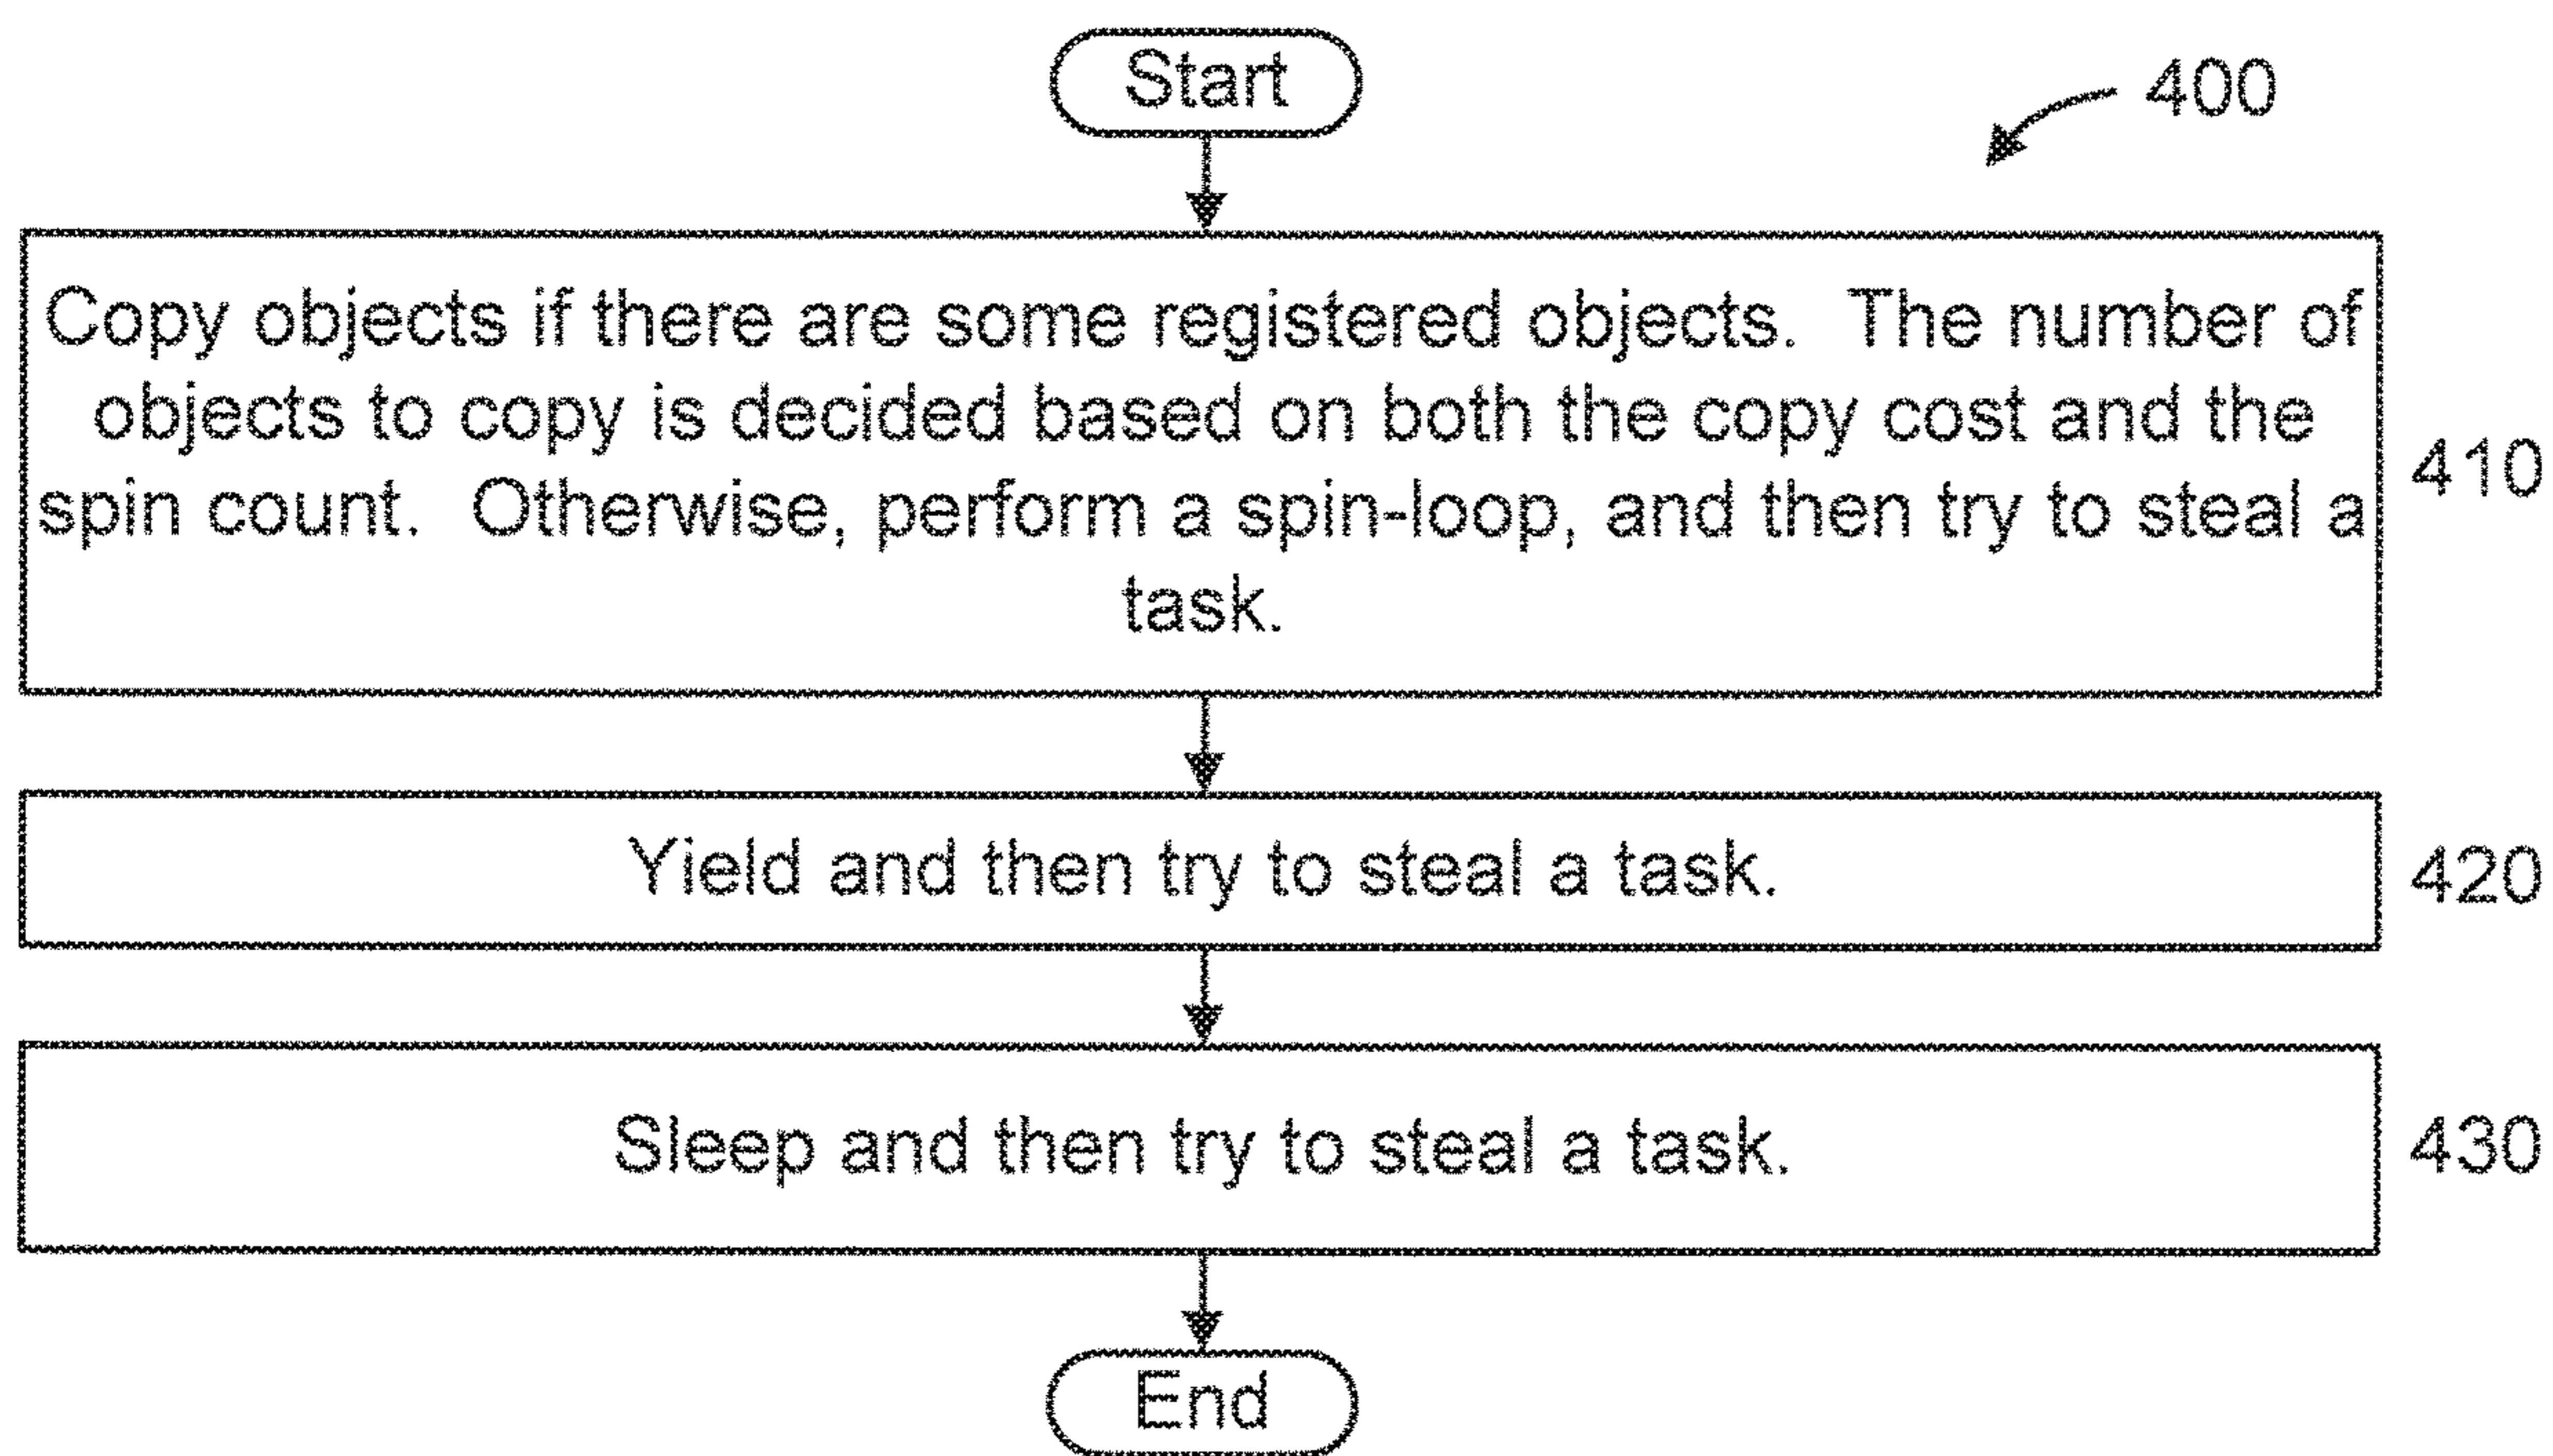 Start
400
Copy objects if there are some registered objects. The number of
objects to copy is decided based on both the copy cost and the
spin count. Otherwise, perform a spin-loop, and then try to steal a
task.
410
Yield and then try to steal a task.
420
Sleep and then try to steal a task.
430
End